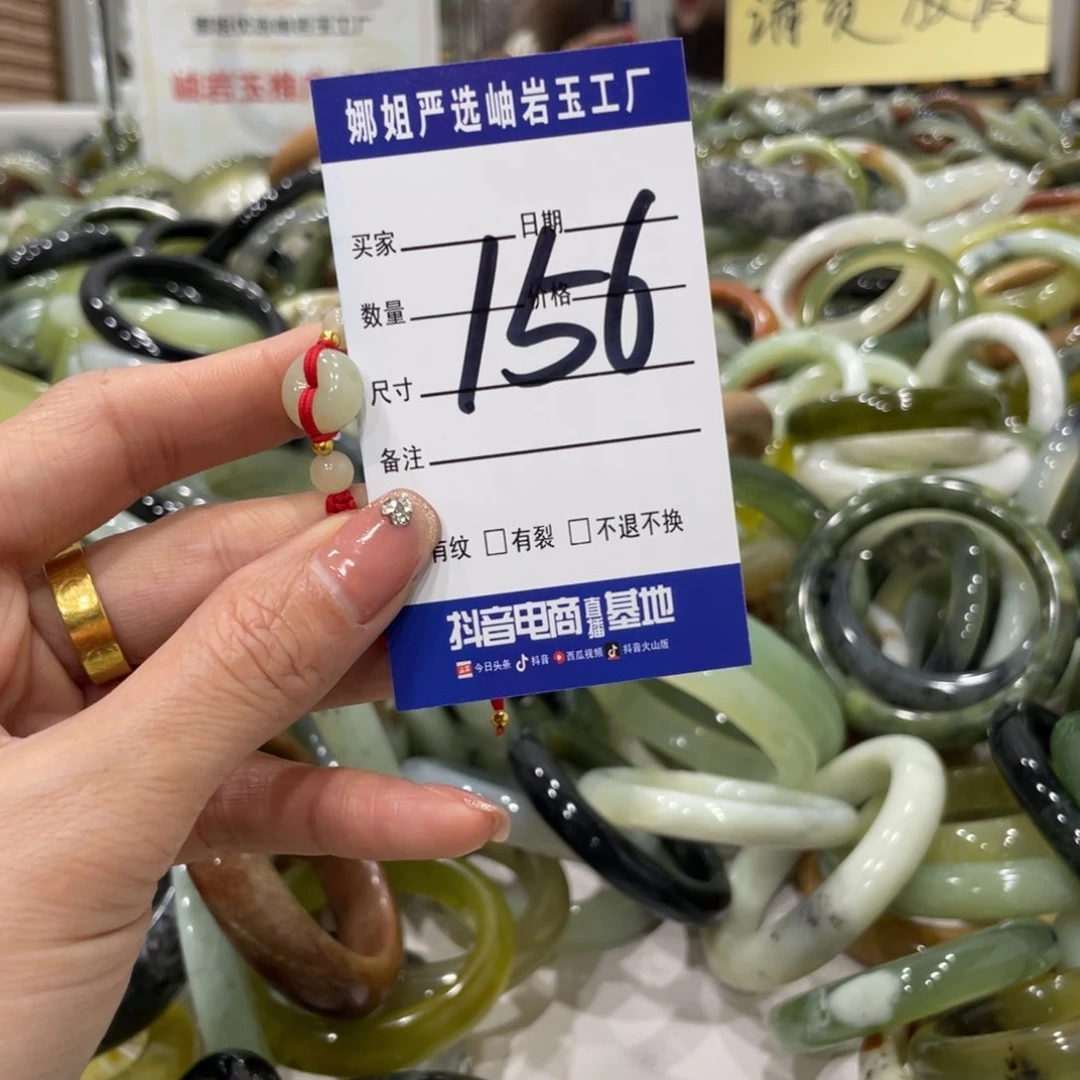 娜姐严选岫岩玉工厂
买家 日期
数量 价格
156
尺寸
备注
有纹 □有裂 □不退不换
抖音电商直播基地
今日头条 抖音 西瓜视频 抖音火山版